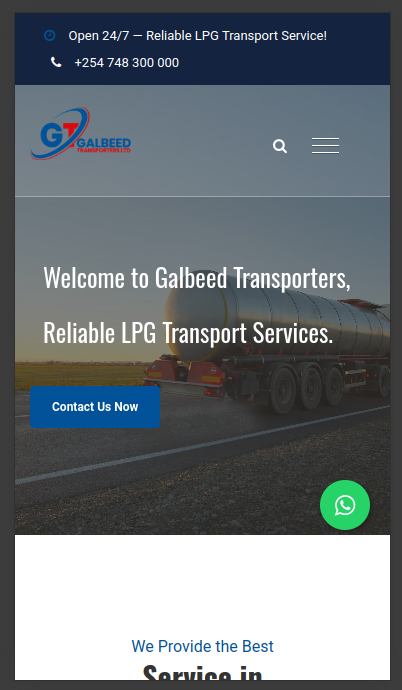 Open 24/7 — Reliable LPG Transport Service!
+254 748 300 000
GT GALBEED
TRANSPORTERS LTD
Welcome to Galbeed Transporters,
Reliable LPG Transport Services.
Contact Us Now
We Provide the Best
Service in